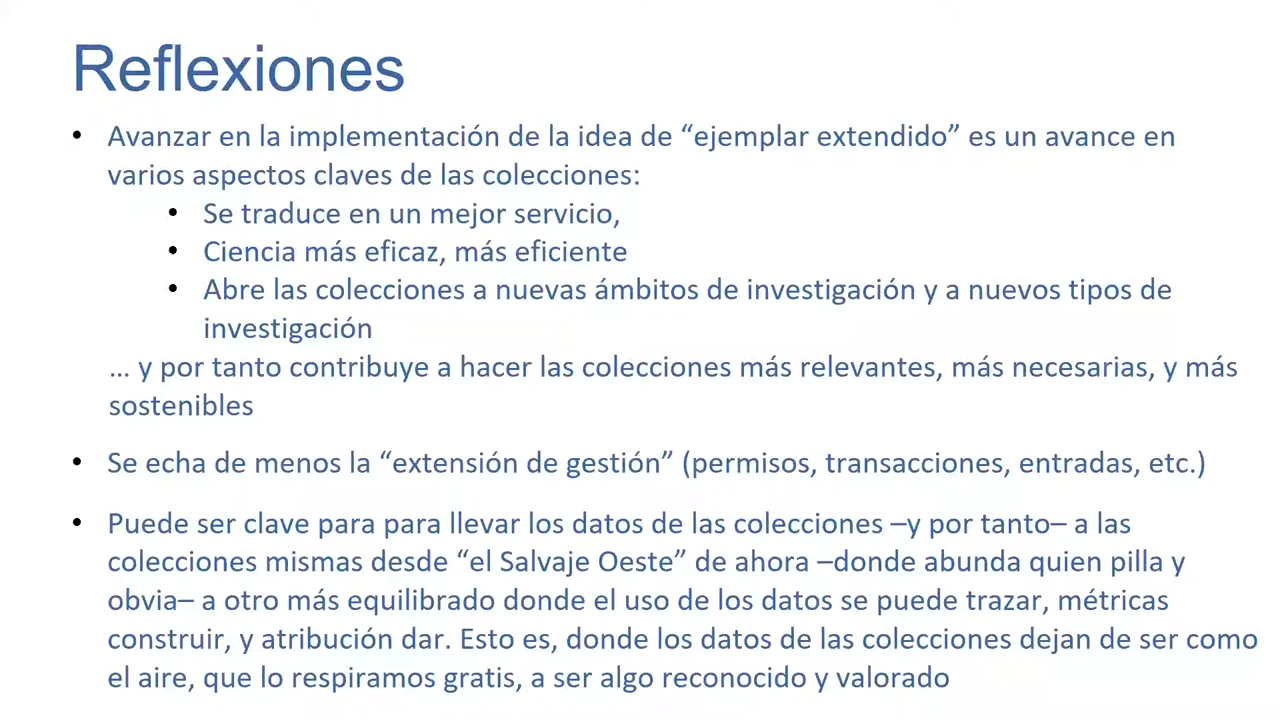 Reflexiones
• Avanzar en la implementación de la idea de “ejemplar extendido” es un avance en
varios aspectos claves de las colecciones:
• Se traduce en un mejor servicio,
• Ciencia más eficaz, más eficiente
• Abre las colecciones a nuevas ámbitos de investigación y a nuevos tipos de
investigación
… y por tanto contribuye a hacer las colecciones más relevantes, más necesarias, y más
sostenibles
• Se echa de menos la “extensión de gestión” (permisos, transacciones, entradas, etc.)
• Puede ser clave para para llevar los datos de las colecciones –y por tanto– a las
colecciones mismas desde “el Salvaje Oeste” de ahora –donde abunda quien pilla y
obvia– a otro más equilibrado donde el uso de los datos se puede trazar, métricas
construir, y atribución dar. Esto es, donde los datos de las colecciones dejan de ser como
el aire, que lo respiramos gratis, a ser algo reconocido y valorado